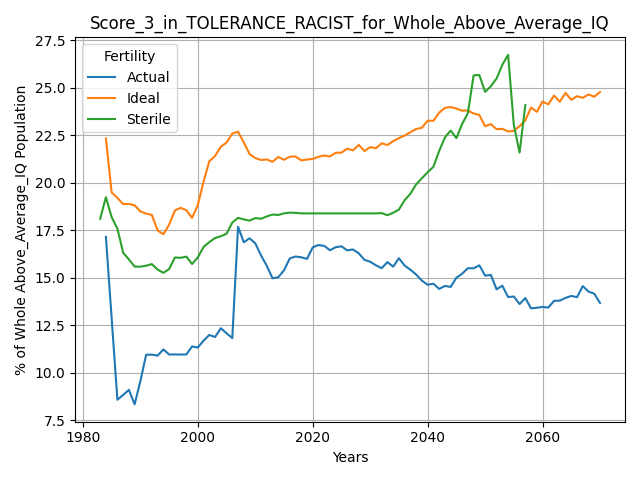 Score_3_in_TOLERANCE_RACIST_for_Whole_Above_Average_IQ
% of Whole Above_Average_IQ Population
27.5
25.0
22.5
20.0
17.5
15.0
12.5
10.0
7.5
Fertility
Actual
Ideal
Sterile
1980
2000
2020
2040
2060
Years